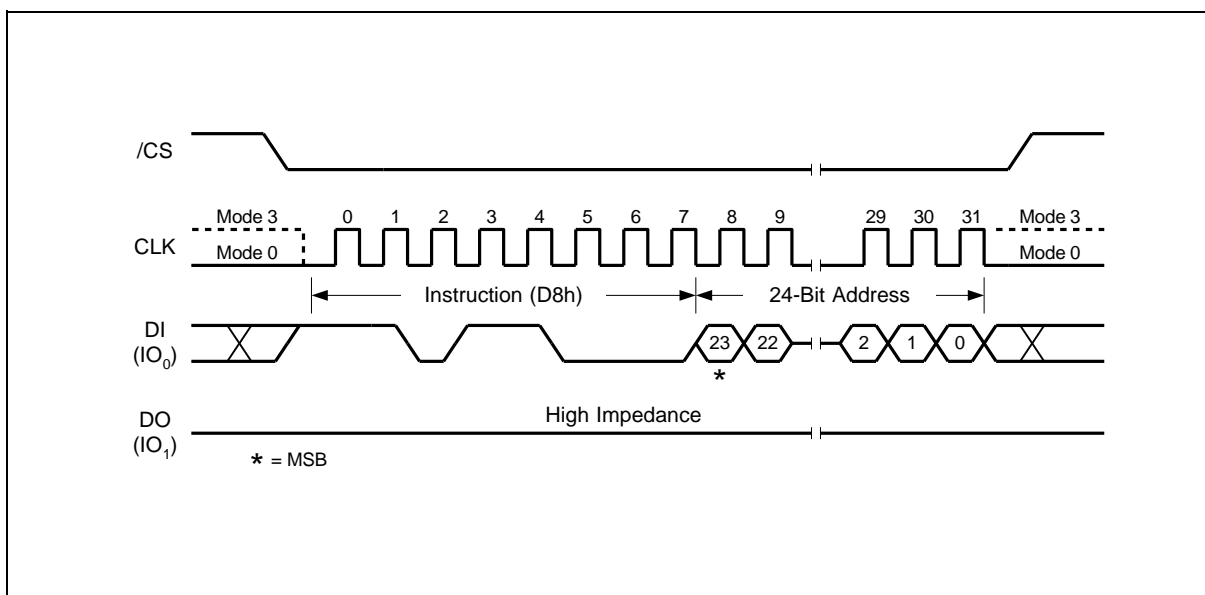 /CS
Mode 3 0 1 2 3 4 5 6 7 8 9 29 30 31 Mode 3
CLK
Mode 0 Mode 0
Instruction (D8h) 24-Bit Address
DI
(IO0) 23 22 2 1 0
*
High Impedance
DO
(IO1)
* = MSB